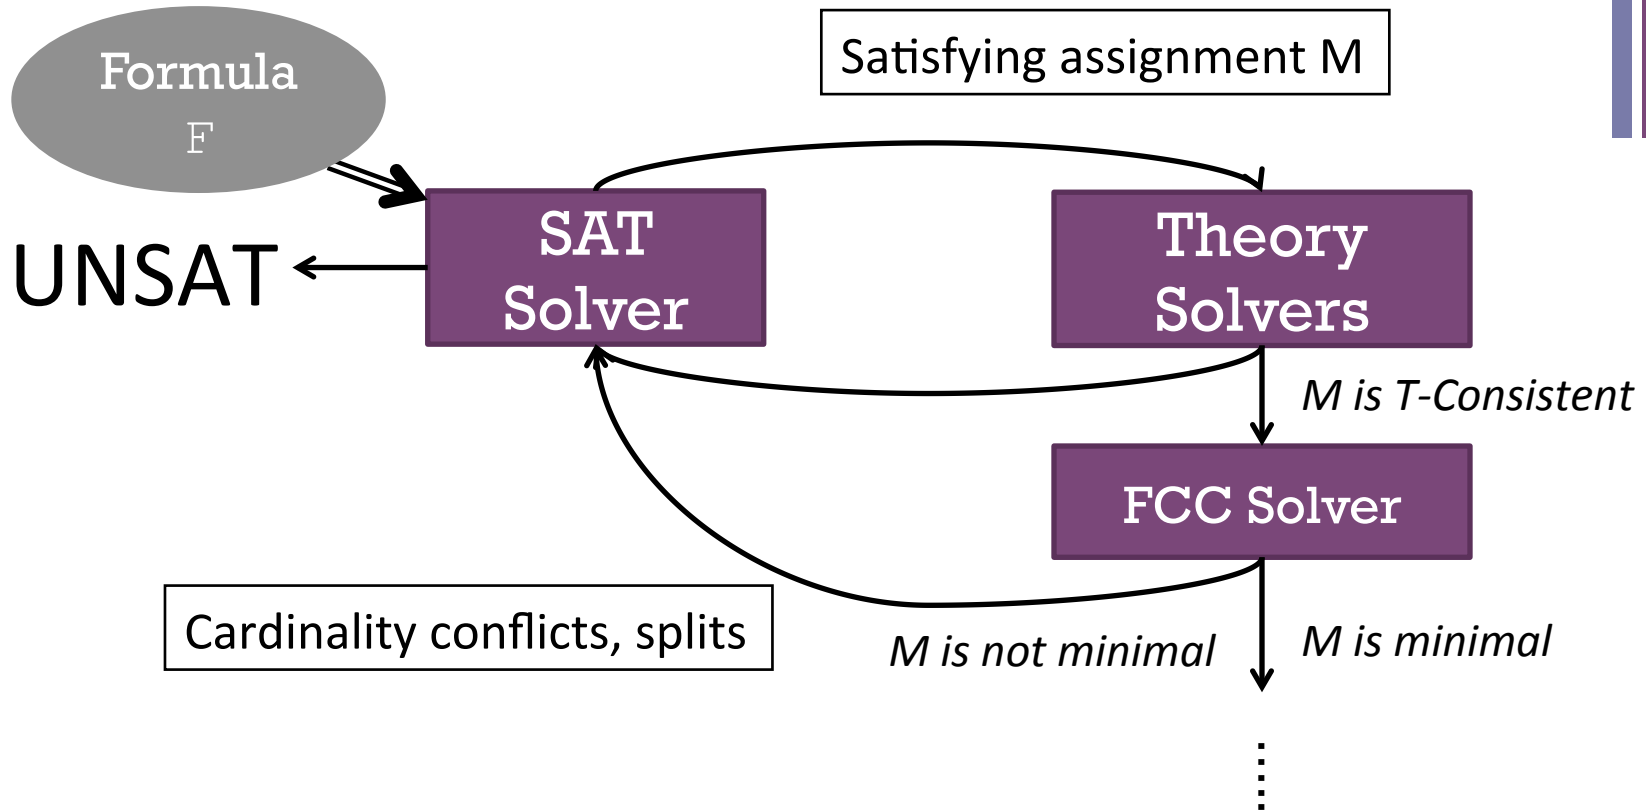 Formula
F
Satisfying assignment M
SAT
Solver
Theory
Solvers
UNSAT
M is T-Consistent
FCC Solver
Cardinality conflicts, splits
M is not minimal
M is minimal